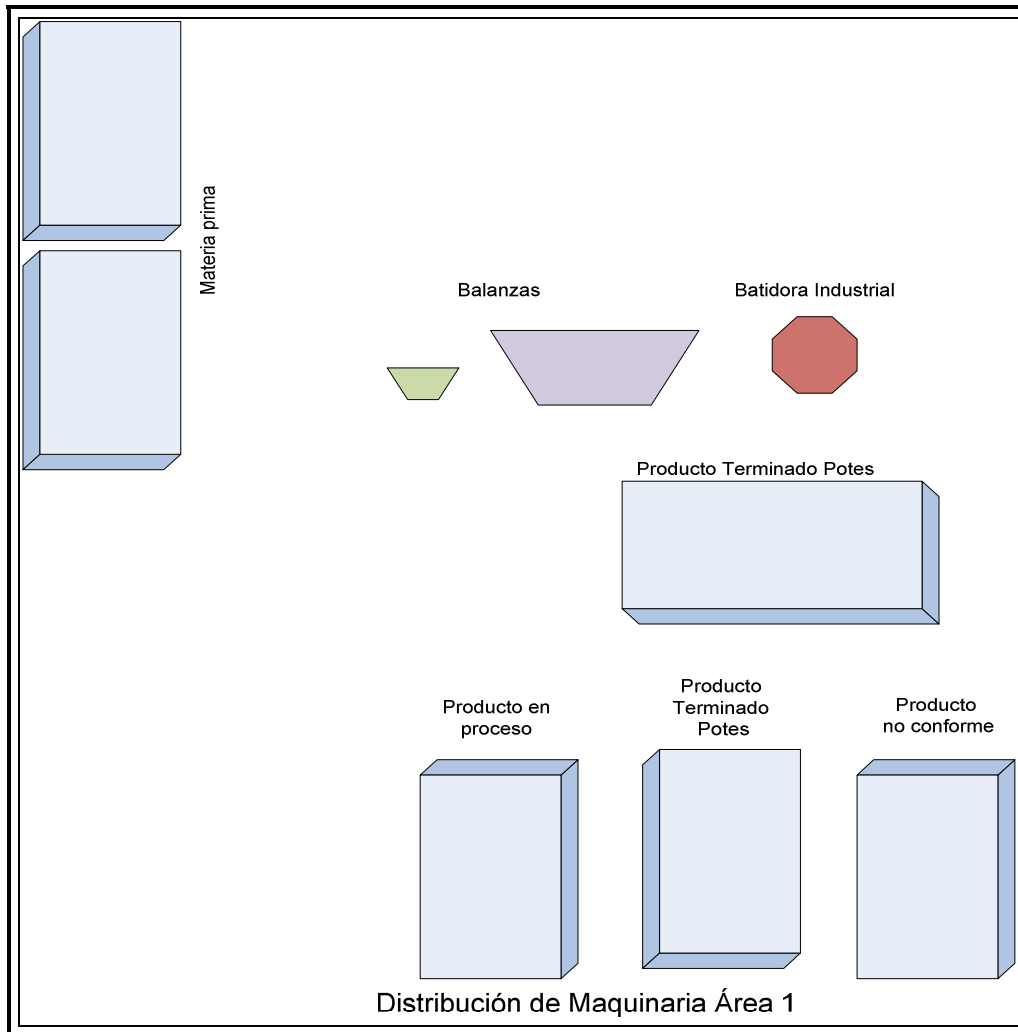 Materia prima
Balanzas
Batidora Industrial
Producto Terminado Potes
Producto en
proceso
Producto
Terminado
Potes
Producto
no conforme
Distribución de Maquinaria Área 1